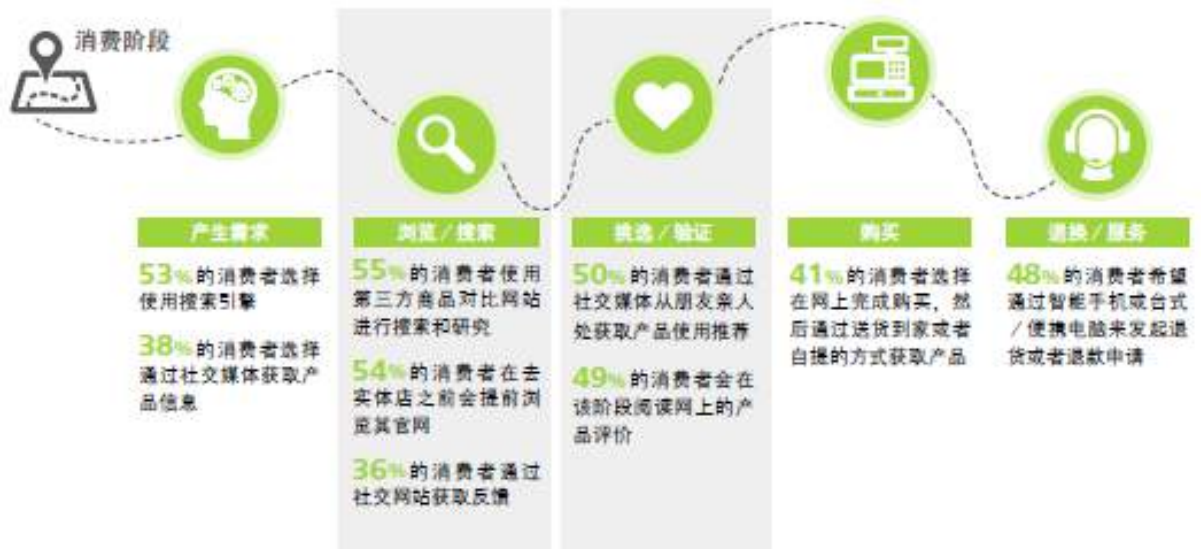 消费阶段
产生需求
53%的消费者选择
使用搜索引擎
38%的消费者选择
通过社交媒体获取产
品信息
浏览／搜索
55%的消费者使用
第三方商品对比网站
进行搜索和研究
54%的消费者在去
实体店之前会提前浏
览其官网
36%的消费者通过
社交网站获取反馈
挑选／验证
50%的消费者通过
社交媒体从朋友亲人
处获取产品使用推荐
49%的消费者会在
该阶段阅读网上的产
品评价
购买
41%的消费者选择
在网上完成购买，然
后通过送货到家或者
自提的方式获取产品
退换／服务
48%的消费者希望
通过智能手机或台式
／便携电脑来发起退
货或者退款申请